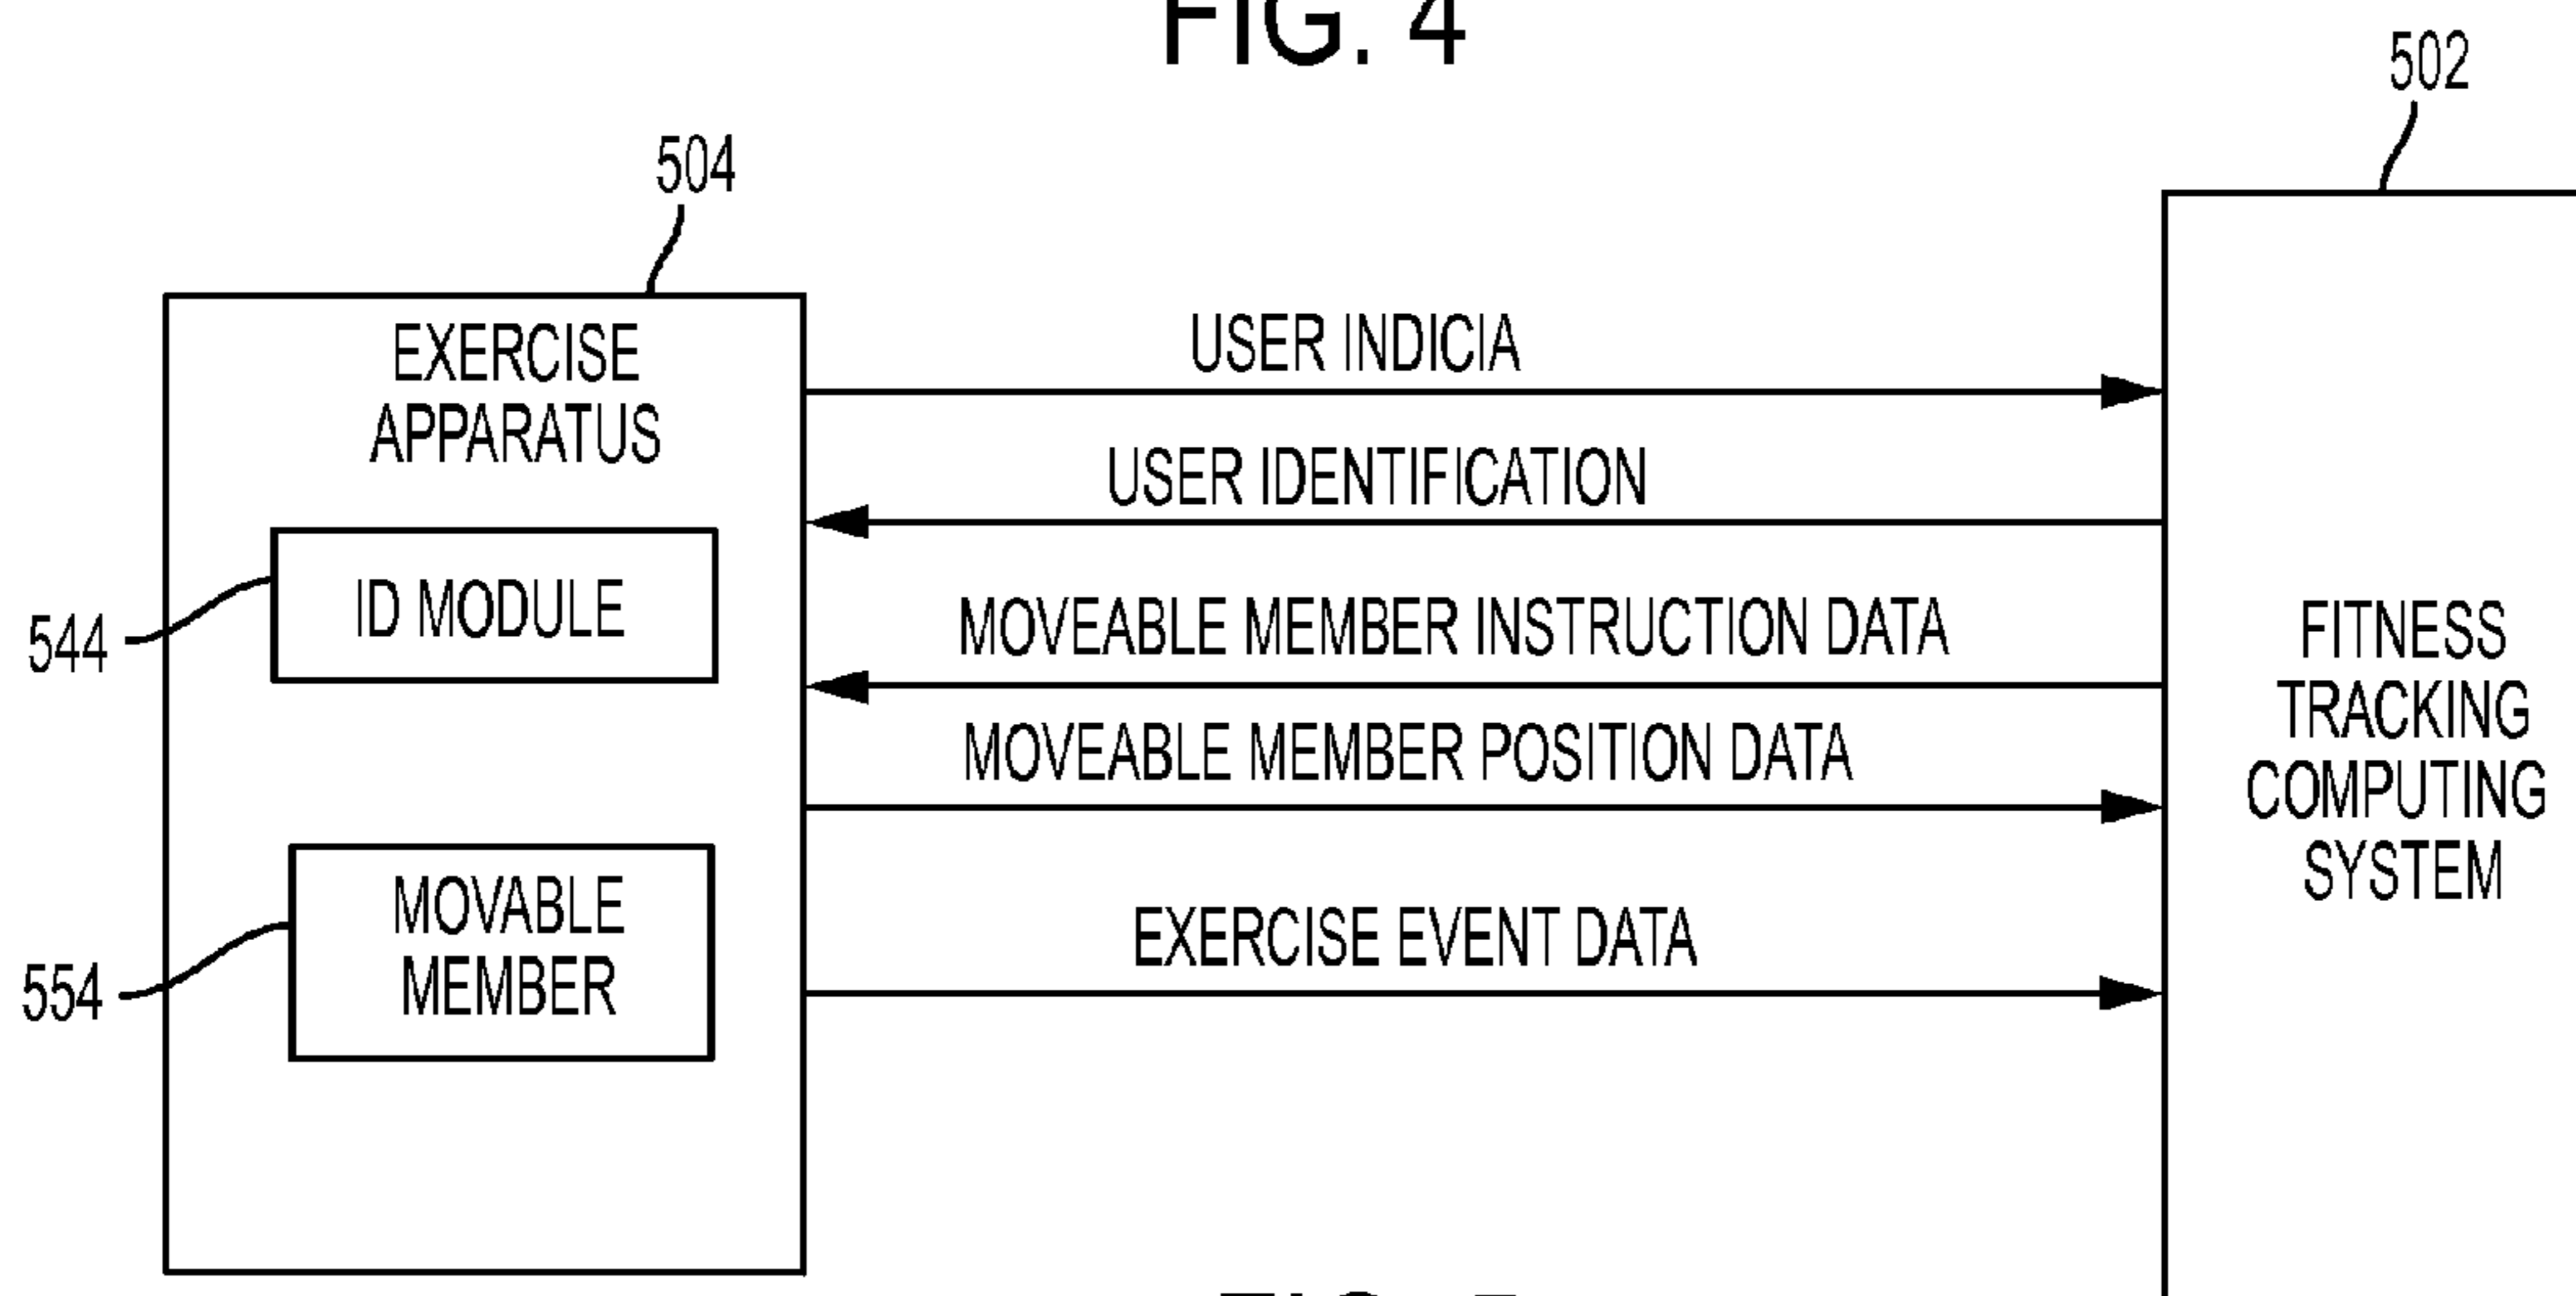 FIG. 4
502
504
EXERCISE
APPARATUS
USER INDICIA
USER IDENTIFICATION
ID MODULE
544
MOVEABLE MEMBER INSTRUCTION DATA
MOVEABLE MEMBER POSITION DATA
FITNESS
TRACKING
COMPUTING
SYSTEM
MOVABLE
MEMBER
554
EXERCISE EVENT DATA